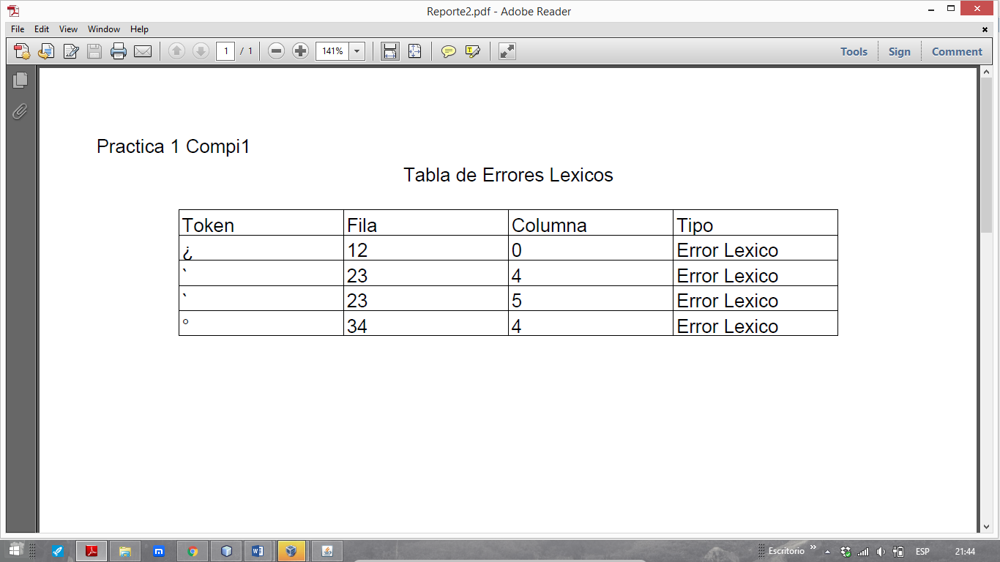 Reporte2.pdf - Adobe Reader
File Edit View Window Help
1 / 1 141% Tools Sign Comment
Practica 1 Compi1
Tabla de Errores Lexicos
Token Fila Columna Tipo
¿ 12 0 Error Lexico
` 23 4 Error Lexico
` 23 5 Error Lexico
° 34 4 Error Lexico
Escritorio » ESP 21:44